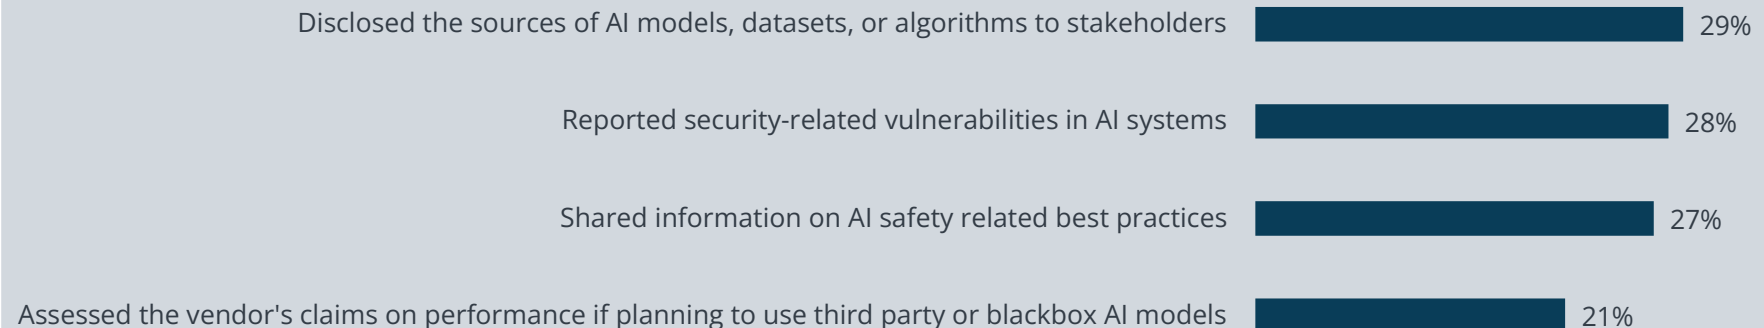 Disclosed the sources of AI models, datasets, or algorithms to stakeholders 29%
Reported security-related vulnerabilities in AI systems 28%
Shared information on AI safety related best practices 27%
Assessed the vendor's claims on performance if planning to use third party or blackbox AI models 21%